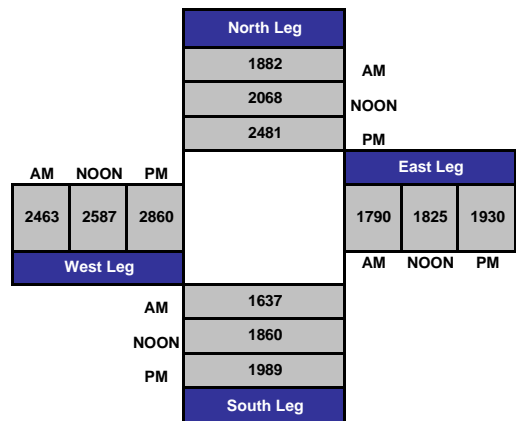 North Leg
1882 AM
2068 NOON
2481 PM
East Leg
AM NOON PM
2463 2587 2860 1790 1825 1930
West Leg AM NOON PM
AM 1637
NOON 1860
PM 1989
South Leg